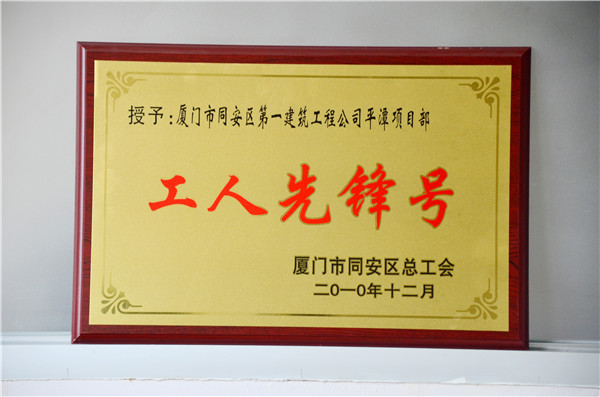 授予：厦门市同安区第一建筑工程公司平潭项目部
工人先锋号
厦门市同安区总工会
二0一0年十二月